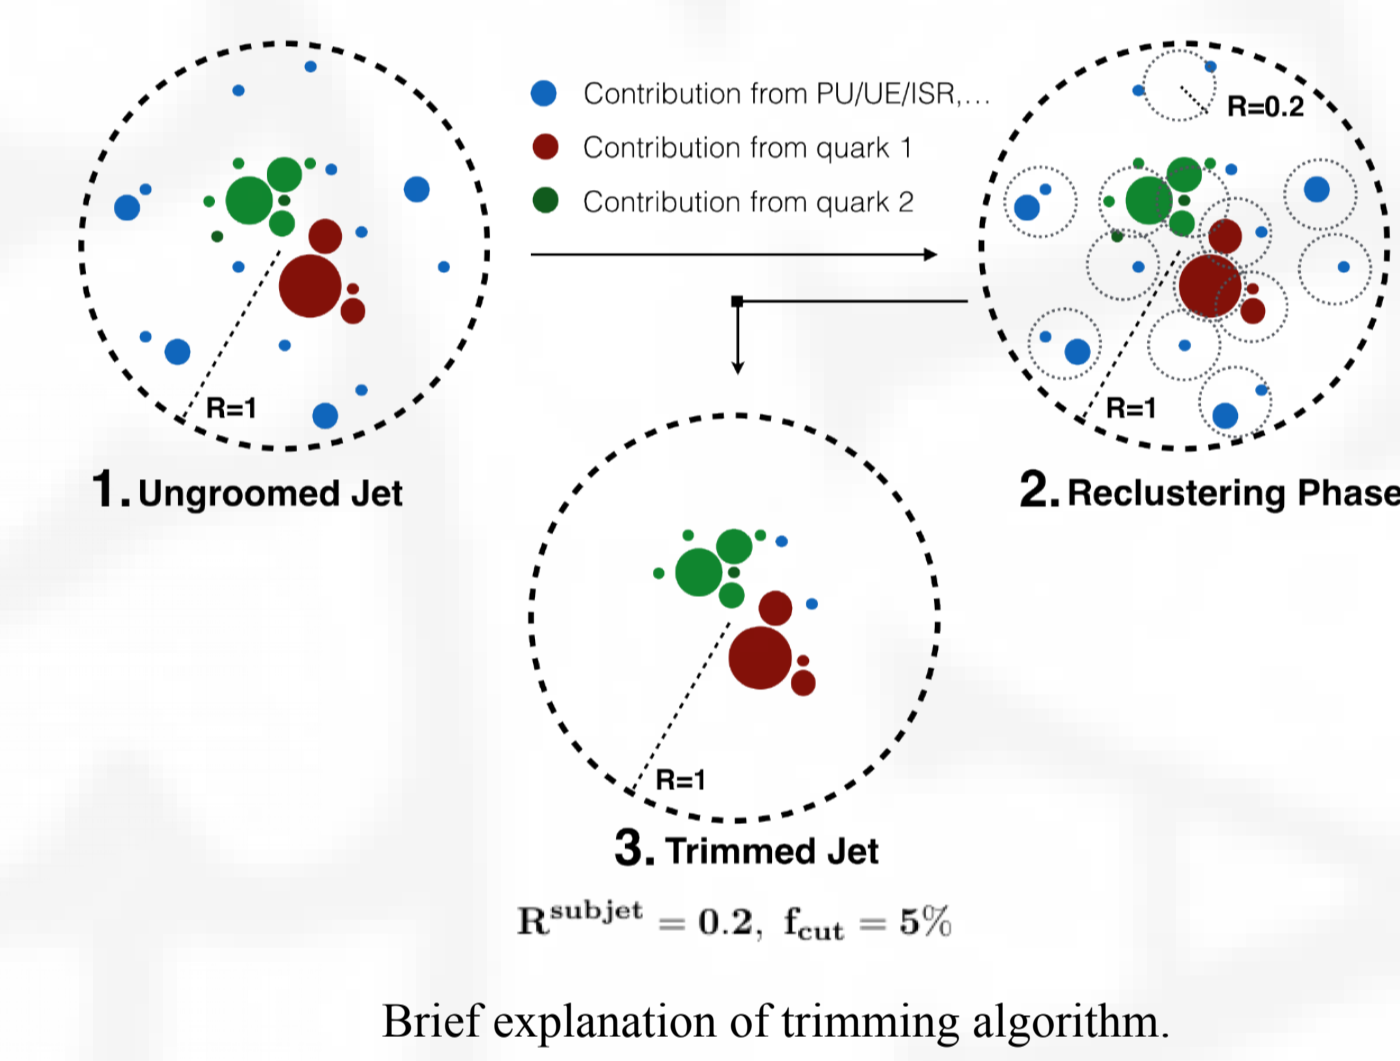 Contribution from PU/UE/ISR,...
Contribution from quark 1
Contribution from quark 2
R=1
1. Ungroomed Jet
R=0.2
R=1
2. Reclustering Phase
R=1
3. Trimmed Jet
R^subjet = 0.2, f_cut = 5%
Brief explanation of trimming algorithm.